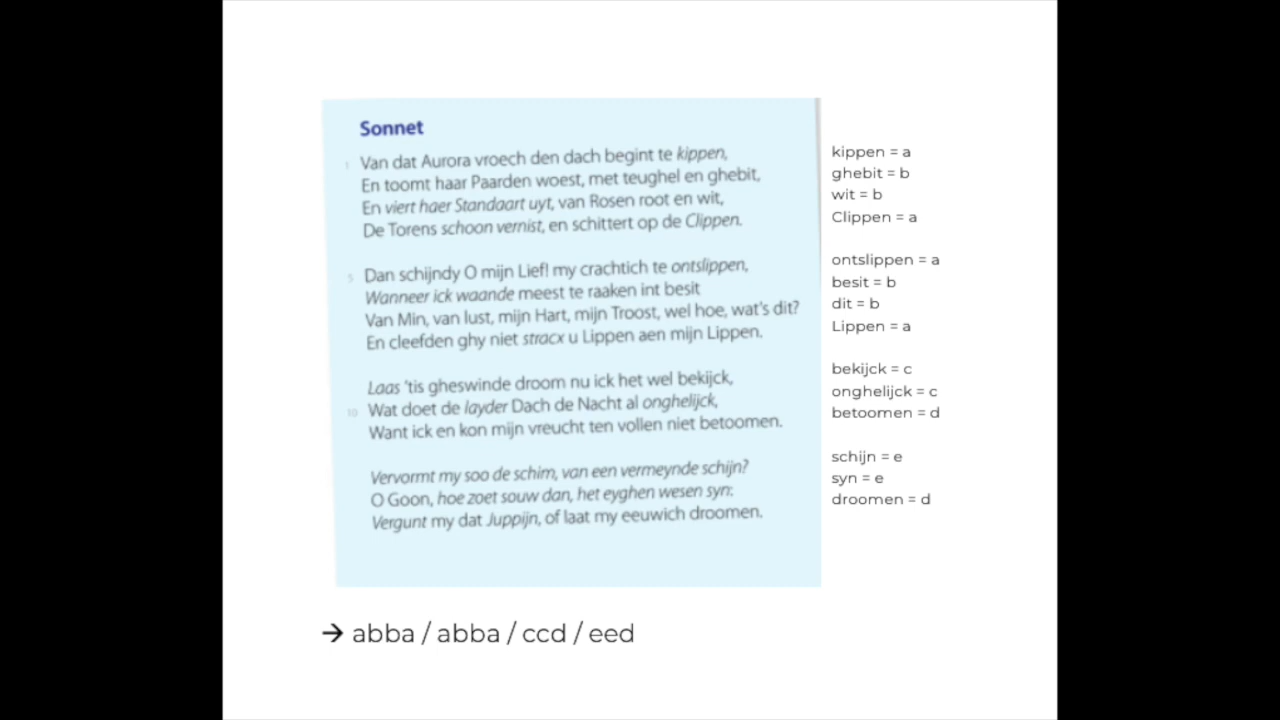 Sonnet
1 Van dat Aurora vroech den dach begint te kippen,
En toomt haar Paarden woest, met teughel en ghebit,
En viert haer Standaart uyt, van Rosen root en wit,
De Torens schoon vernist, en schittert op de Clippen.
5 Dan schijndy O mijn Lief! my crachtich te ontslippen,
Wanneer ick waande meest te raaken int besit
Van Min, van lust, mijn Hart, mijn Troost, wel hoe, wat's dit?
En cleefden ghy niet stracx u Lippen aen mijn Lippen.
Laas 'tis gheswinde droom nu ick het wel bekijck,
10 Wat doet de layder Dach de Nacht al onghelijck,
Want ick en kon mijn vreucht ten vollen niet betoomen.
Vervormt my soo de schim, van een vermeynde schijn?
O Goon, hoe zoet souw dan, het eyghen wesen syn:
Vergunt my dat Juppijn, of laat my eeuwich droomen.
kippen = a
ghebit = b
wit = b
Clippen = a
ontslippen = a
besit = b
dit = b
Lippen = a
bekijck = c
onghelijck = c
betoomen = d
schijn = e
syn = e
droomen = d
→ abba / abba / ccd / eed